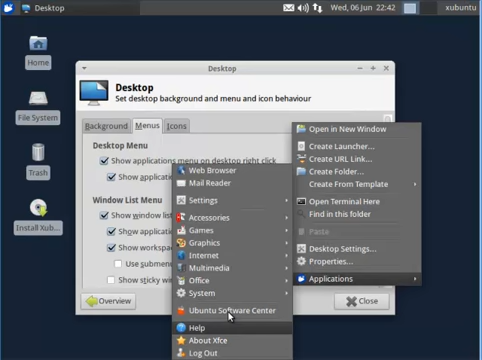 Desktop
Wed, 06 Jun 22:42
xubuntu
Home
File System
Trash
Install Xub...
Desktop
Desktop
Set desktop background and menu and icon behaviour
Background
Menus
Icons
Desktop Menu
Show applications menu on desktop right click
Show applica
Window List Menu
Show window list
Show
Show workspa
Use subme
Show sticky wi
Overview
Close
Web Browser
Mail Reader
Settings
Accessories
Games
Graphics
Internet
Multimedia
Office
System
Ubuntu Software Center
Help
About Xfce
Log Out
Open in New Window
Create Launcher...
Create URL Link...
Create Folder...
Create From Template
Open Terminal Here
Find in this folder
Paste
Desktop Settings...
Properties...
Applications